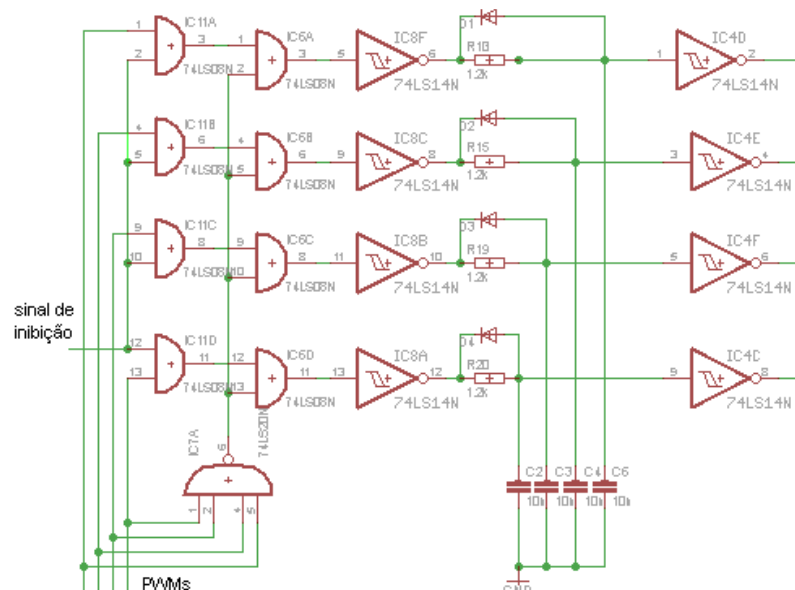 1 IC11A 3 1 IC6A 3 5 IC8F 6 D1 R18 1.2k 1 IC4D 2
2 74LS08N 2 74LS08N 74LS14N 74LS14N
4 IC11B 6 4 IC6B 6 9 IC8C 8 D2 R15 1.2k 3 IC4E 4
5 74LS08N 5 74LS08N 74LS14N 74LS14N
9 IC11C 8 9 IC6C 8 11 IC8B 10 D3 R19 1.2k 5 IC4F 6
10 74LS08N 10 74LS08N 74LS14N 74LS14N
sinal de
inibição
12 IC11D 11 12 IC6D 11 13 IC8A 12 D4 R20 1.2k 9 IC4C 8
13 74LS08N 13 74LS08N 74LS14N 74LS14N
IC7A 6 74LS20N
1 2 4 5
C2 C3 C4 C6
10n 10n 10n 10n
GND
PWMs